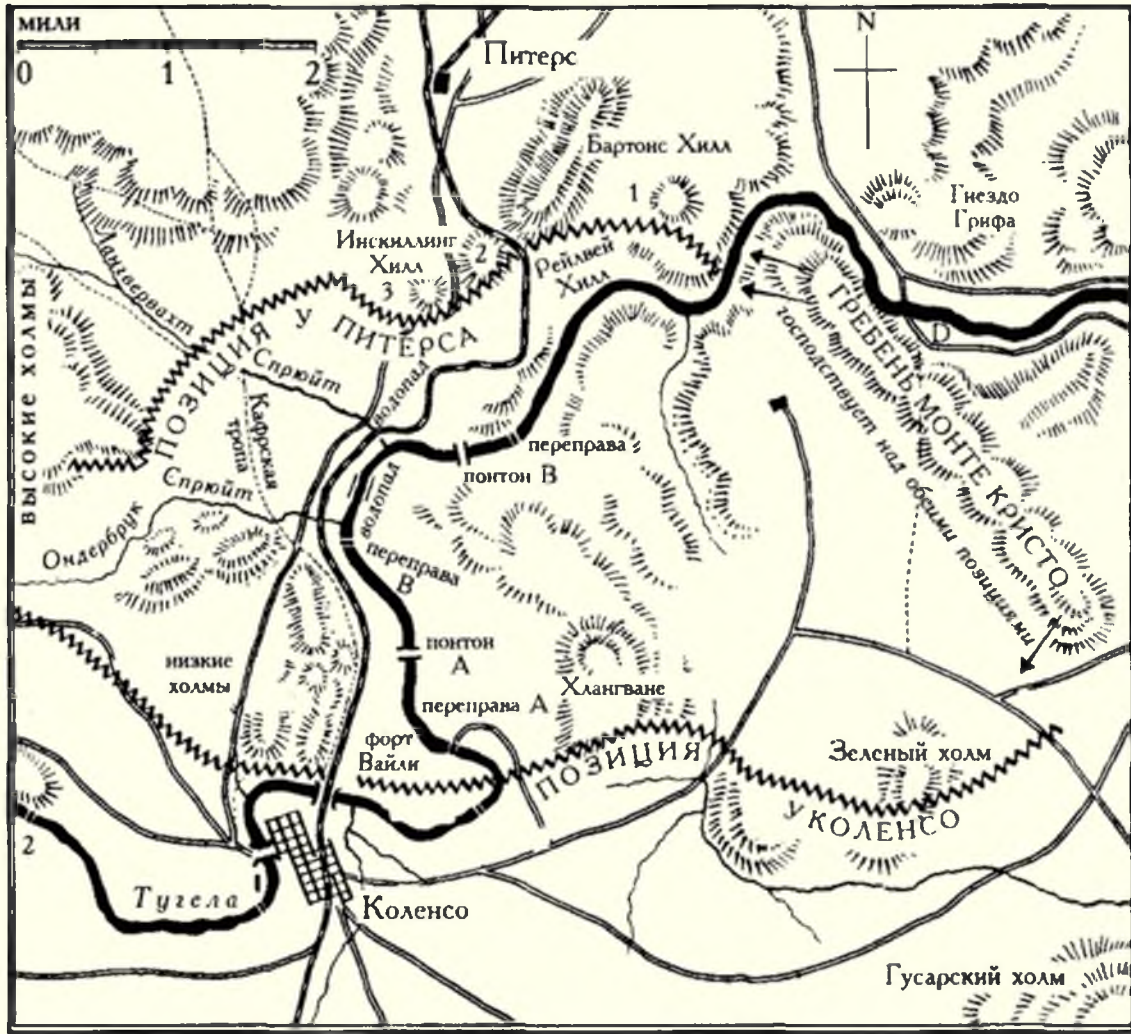 мили
0 1 2
N
Питерс
Бартонс Хилл
1
Гнездо
Грифа
Инскиллинг
Хилл
2
3
Рейлвей
Хилл
Лангвервахт
Спрюйт
ПОЗИЦИЯ У ПИТЕРСА
ВЫСОКИЕ ХОЛМЫ
Кафрская
тропа
водопад
ГРЕБЕНЬ МОНТЕ КРИСТО
господствует над обеими позициями
D
переправа
понтон В
водопад
Ондербрук Спрюйт
переправа
В
понтон
А
переправа А
низкие
холмы
Хлангване
форт
Вайли
ПОЗИЦИЯ У КОЛЕНСО
Зеленый холм
2
Тугела
Коленсо
Гусарский холм